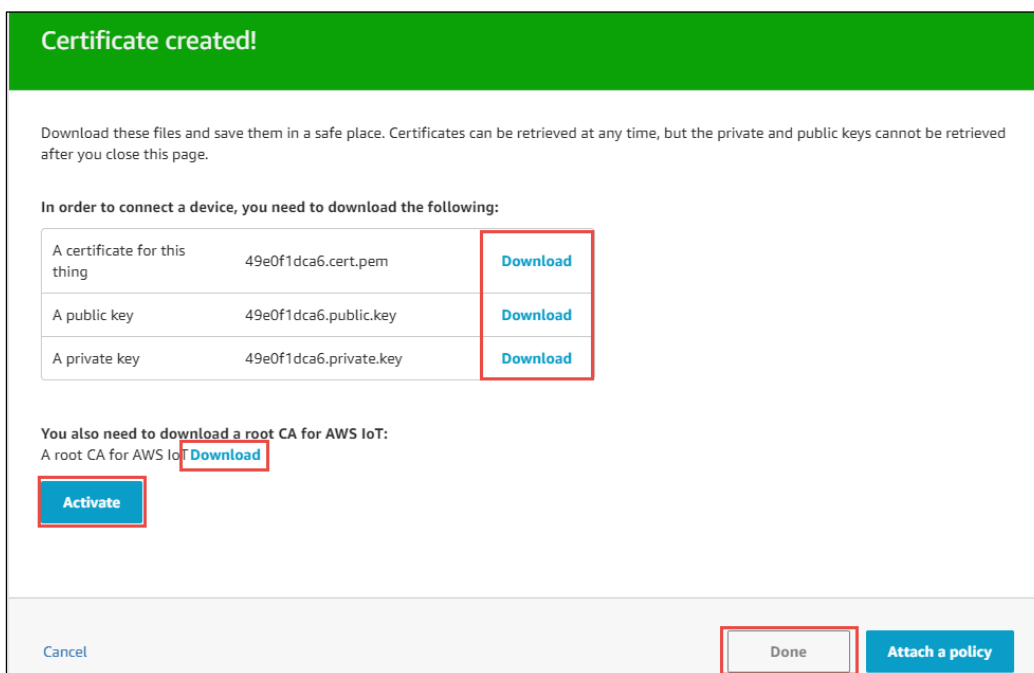 Certificate created!
Download these files and save them in a safe place. Certificates can be retrieved at any time, but the private and public keys cannot be retrieved
after you close this page.
In order to connect a device, you need to download the following:
A certificate for this
thing
49e0f1dca6.cert.pem
Download
A public key
49e0f1dca6.public.key
Download
A private key
49e0f1dca6.private.key
Download
You also need to download a root CA for AWS IoT:
A root CA for AWS IoT Download
Activate
Cancel
Done
Attach a policy